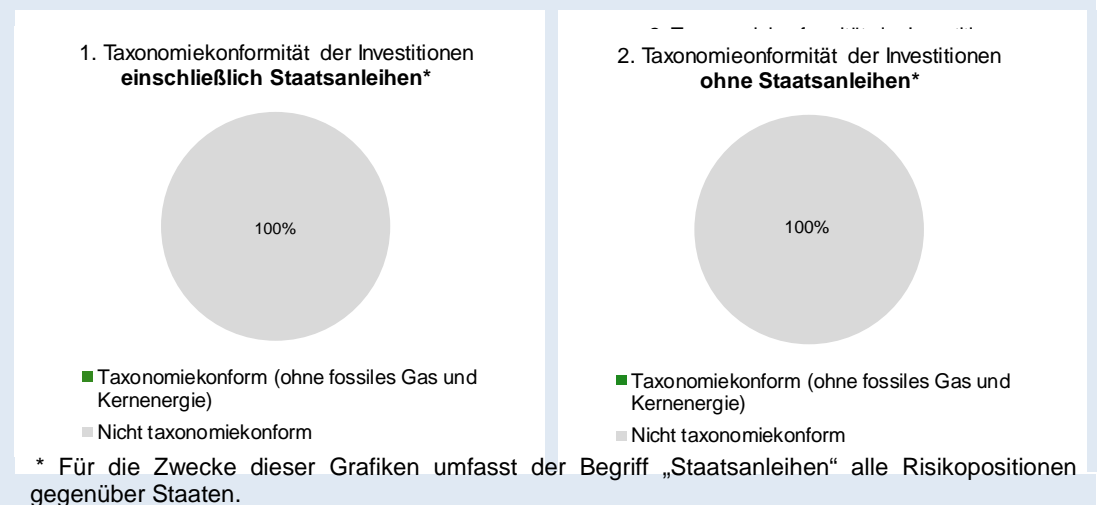 1. Taxonomiekonformität der Investitionen
einschließlich Staatsanleihen*
100%
Taxonomiekonform (ohne fossiles Gas und
Kernenergie)
Nicht taxonomiekonform
2. Taxonomieonformität der Investitionen
ohne Staatsanleihen*
100%
Taxonomiekonform (ohne fossiles Gas und
Kernenergie)
Nicht taxonomiekonform
* Für die Zwecke dieser Grafiken umfasst der Begriff „Staatsanleihen“ alle Risikopositionen
gegenüber Staaten.